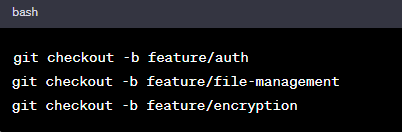 bash
git checkout -b feature/auth
git checkout -b feature/file-management
git checkout -b feature/encryption